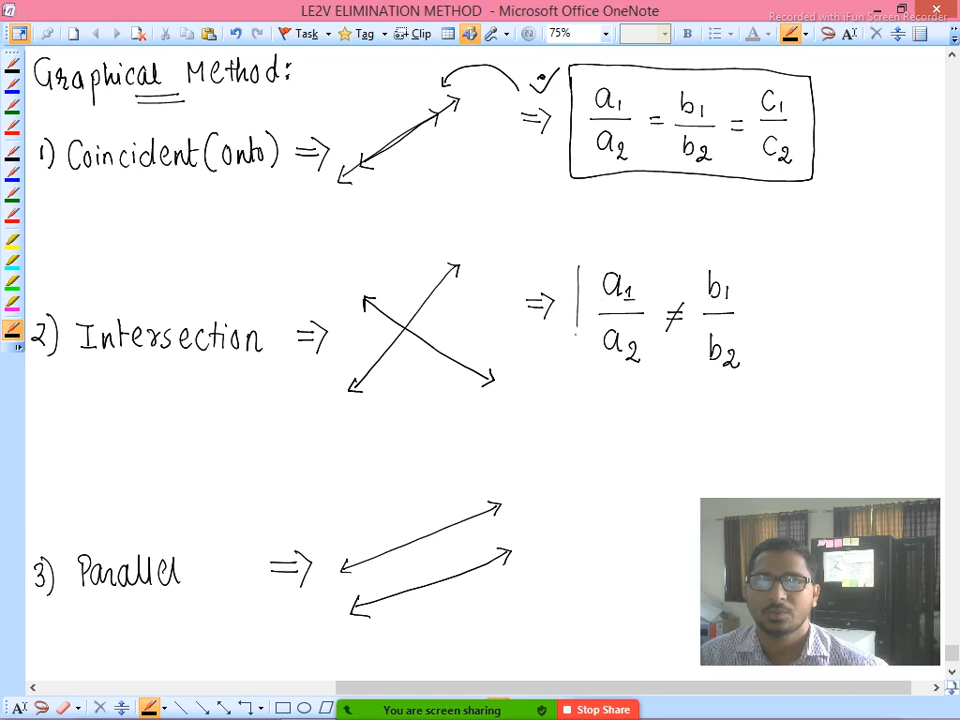 LE2V ELIMINATION METHOD - Microsoft Office OneNote
Recorded with iFun Screen Recorder
Task Tag Clip 75% B A A
Graphical Method:
1) Coincident (onto) ⇒ ⇒ a1/a2 = b1/b2 = c1/c2
2) Intersection ⇒ ⇒ a1/a2 ≠ b1/b2
3) Parallel ⇒
You are screen sharing Stop Share